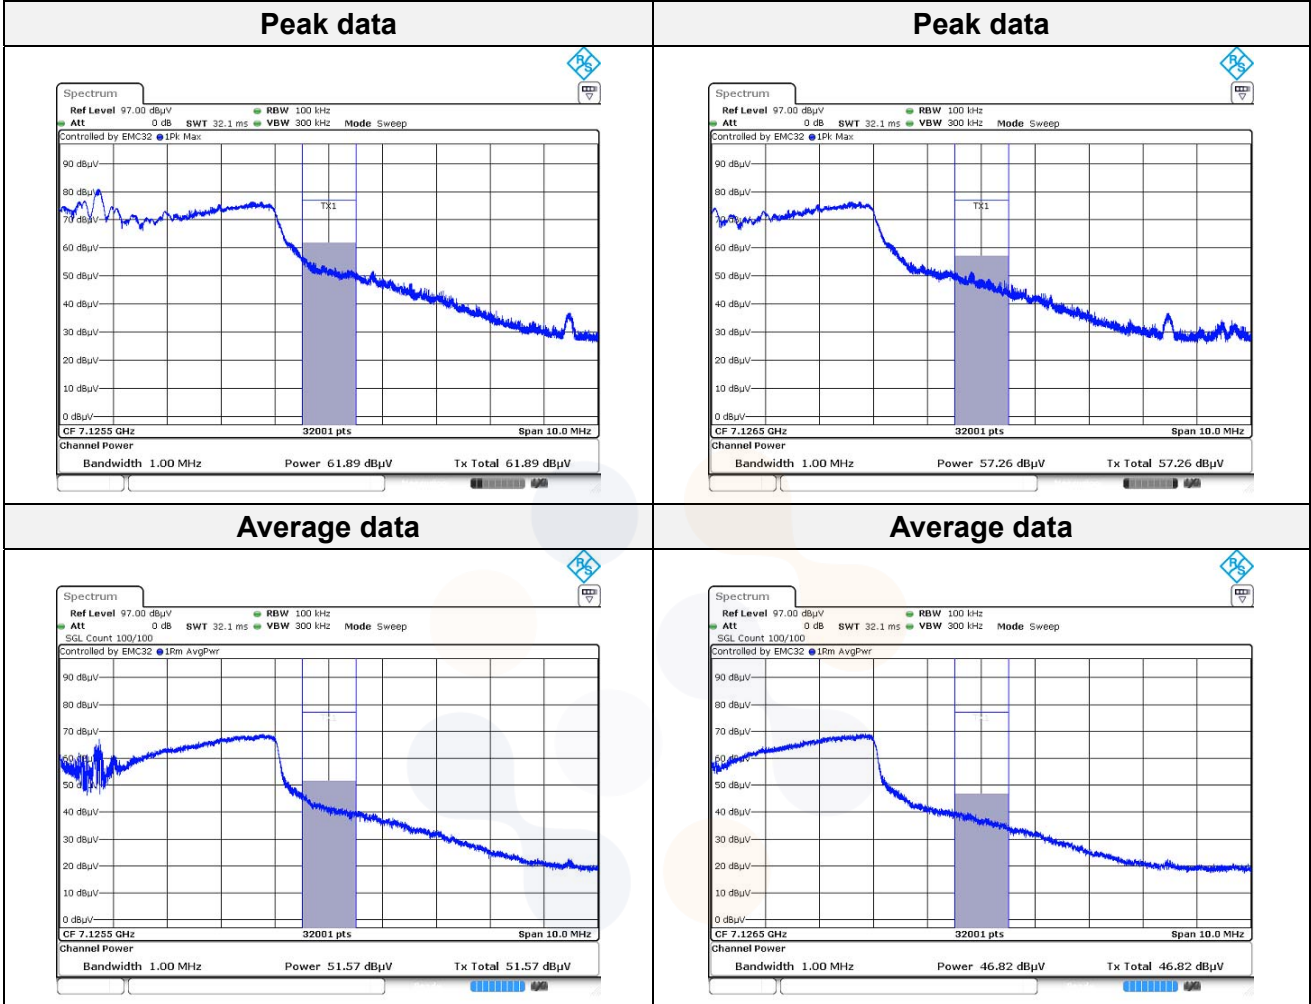 Peak data
Peak data
Spectrum
Ref Level 97.00 dBµV RBW 100 kHz
Att 0 dB SWT 32.1 ms VBW 300 kHz Mode Sweep
Controlled by EMC32 1Pk Max
90 dBµV
80 dBµV
70 dBµV
60 dBµV
50 dBµV
40 dBµV
30 dBµV
20 dBµV
10 dBµV
0 dBµV
TX1
CF 7.1255 GHz 32001 pts Span 10.0 MHz
Channel Power
Bandwidth 1.00 MHz Power 61.89 dBµV Tx Total 61.89 dBµV
Spectrum
Ref Level 97.00 dBµV RBW 100 kHz
Att 0 dB SWT 32.1 ms VBW 300 kHz Mode Sweep
Controlled by EMC32 1Pk Max
90 dBµV
80 dBµV
70 dBµV
60 dBµV
50 dBµV
40 dBµV
30 dBµV
20 dBµV
10 dBµV
0 dBµV
TX1
CF 7.1265 GHz 32001 pts Span 10.0 MHz
Channel Power
Bandwidth 1.00 MHz Power 57.26 dBµV Tx Total 57.26 dBµV
Average data
Average data
Spectrum
Ref Level 97.00 dBµV RBW 100 kHz
Att 0 dB SWT 32.1 ms VBW 300 kHz Mode Sweep
SGL Count 100/100
Controlled by EMC32 1Rm AvgPwr
90 dBµV
80 dBµV
70 dBµV
60 dBµV
50 dBµV
40 dBµV
30 dBµV
20 dBµV
10 dBµV
0 dBµV
TX1
CF 7.1255 GHz 32001 pts Span 10.0 MHz
Channel Power
Bandwidth 1.00 MHz Power 51.57 dBµV Tx Total 51.57 dBµV
Spectrum
Ref Level 97.00 dBµV RBW 100 kHz
Att 0 dB SWT 32.1 ms VBW 300 kHz Mode Sweep
SGL Count 100/100
Controlled by EMC32 1Rm AvgPwr
90 dBµV
80 dBµV
70 dBµV
60 dBµV
50 dBµV
40 dBµV
30 dBµV
20 dBµV
10 dBµV
0 dBµV
TX1
CF 7.1265 GHz 32001 pts Span 10.0 MHz
Channel Power
Bandwidth 1.00 MHz Power 46.82 dBµV Tx Total 46.82 dBµV